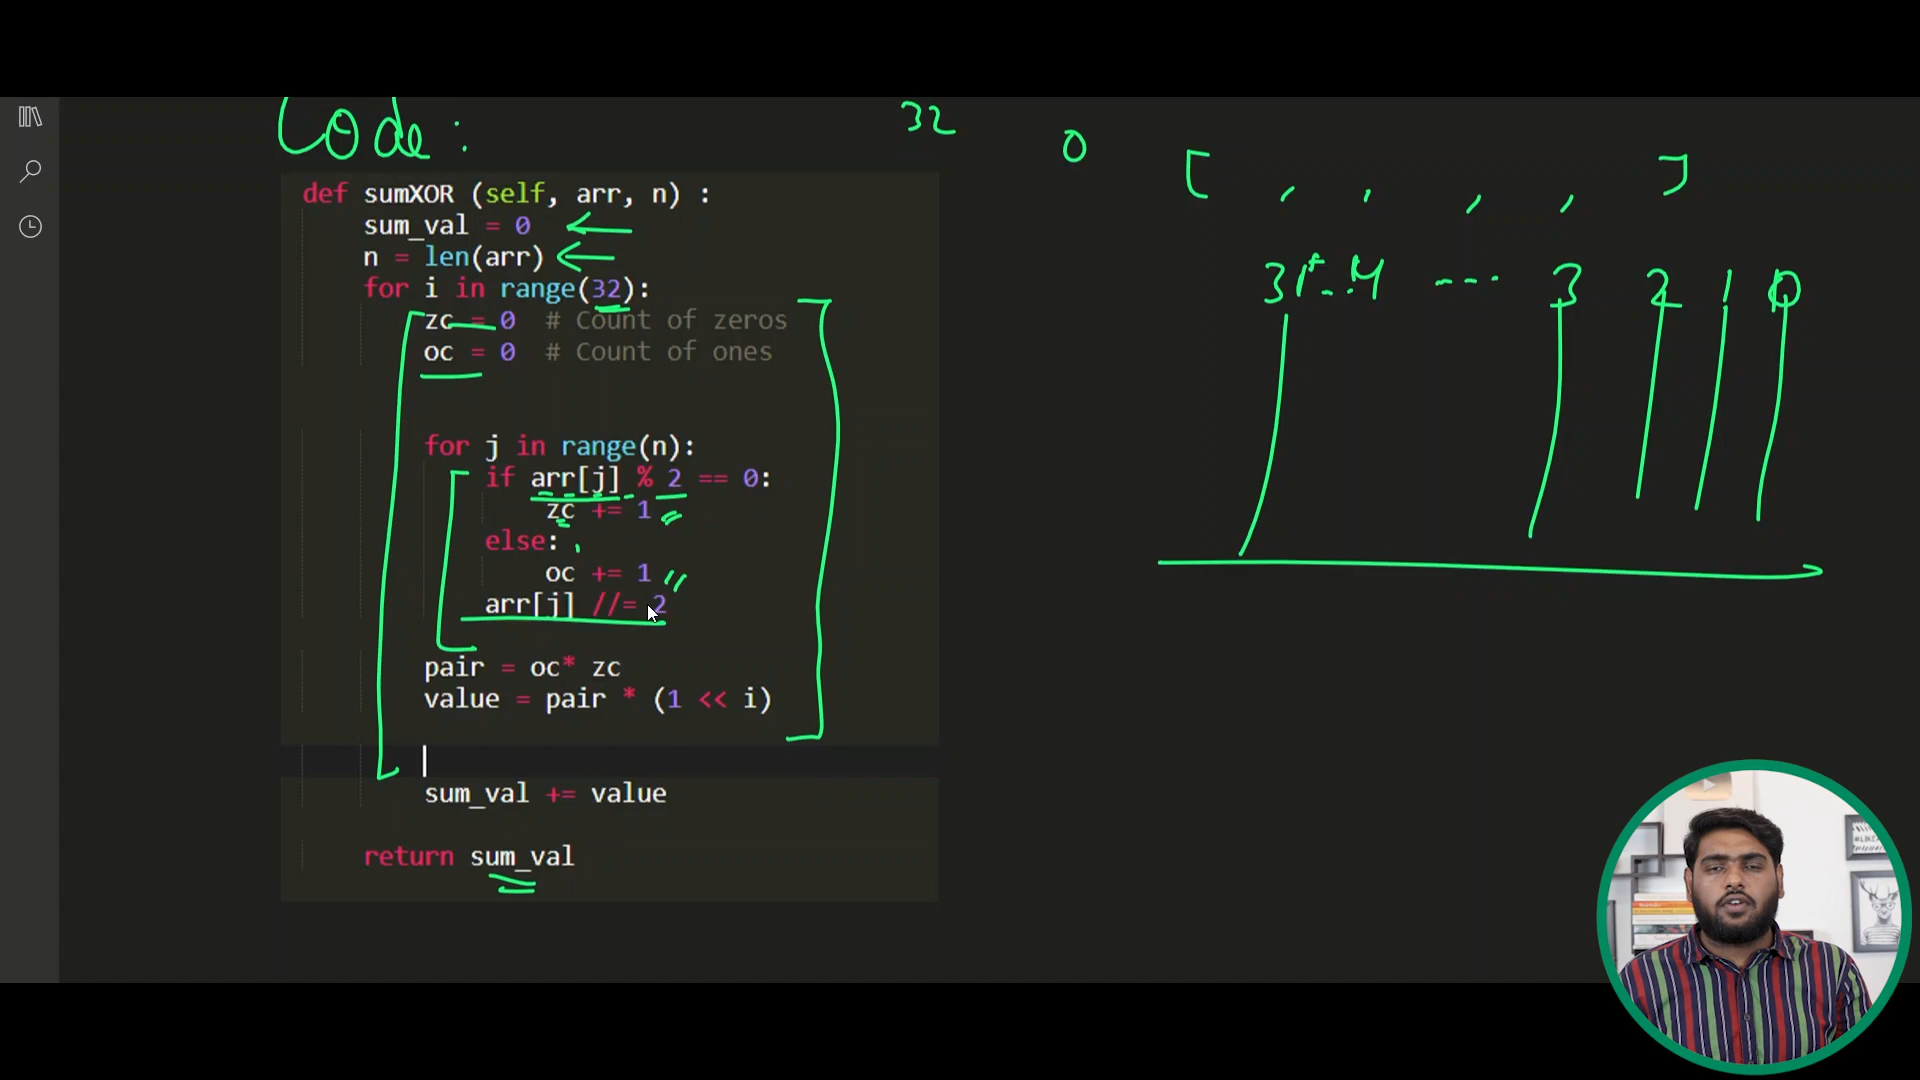 Code:
32
0 [ , , , , ]
31 - - 4 --- 3 2 1 0
def sumXOR (self, arr, n) :
sum_val = 0
n = len(arr)
for i in range(32):
zc = 0 # Count of zeros
oc = 0 # Count of ones
for j in range(n):
if arr[j] % 2 == 0:
zc += 1
else:
oc += 1
arr[j] //= 2
pair = oc* zc
value = pair * (1 << i)
sum_val += value
return sum_val